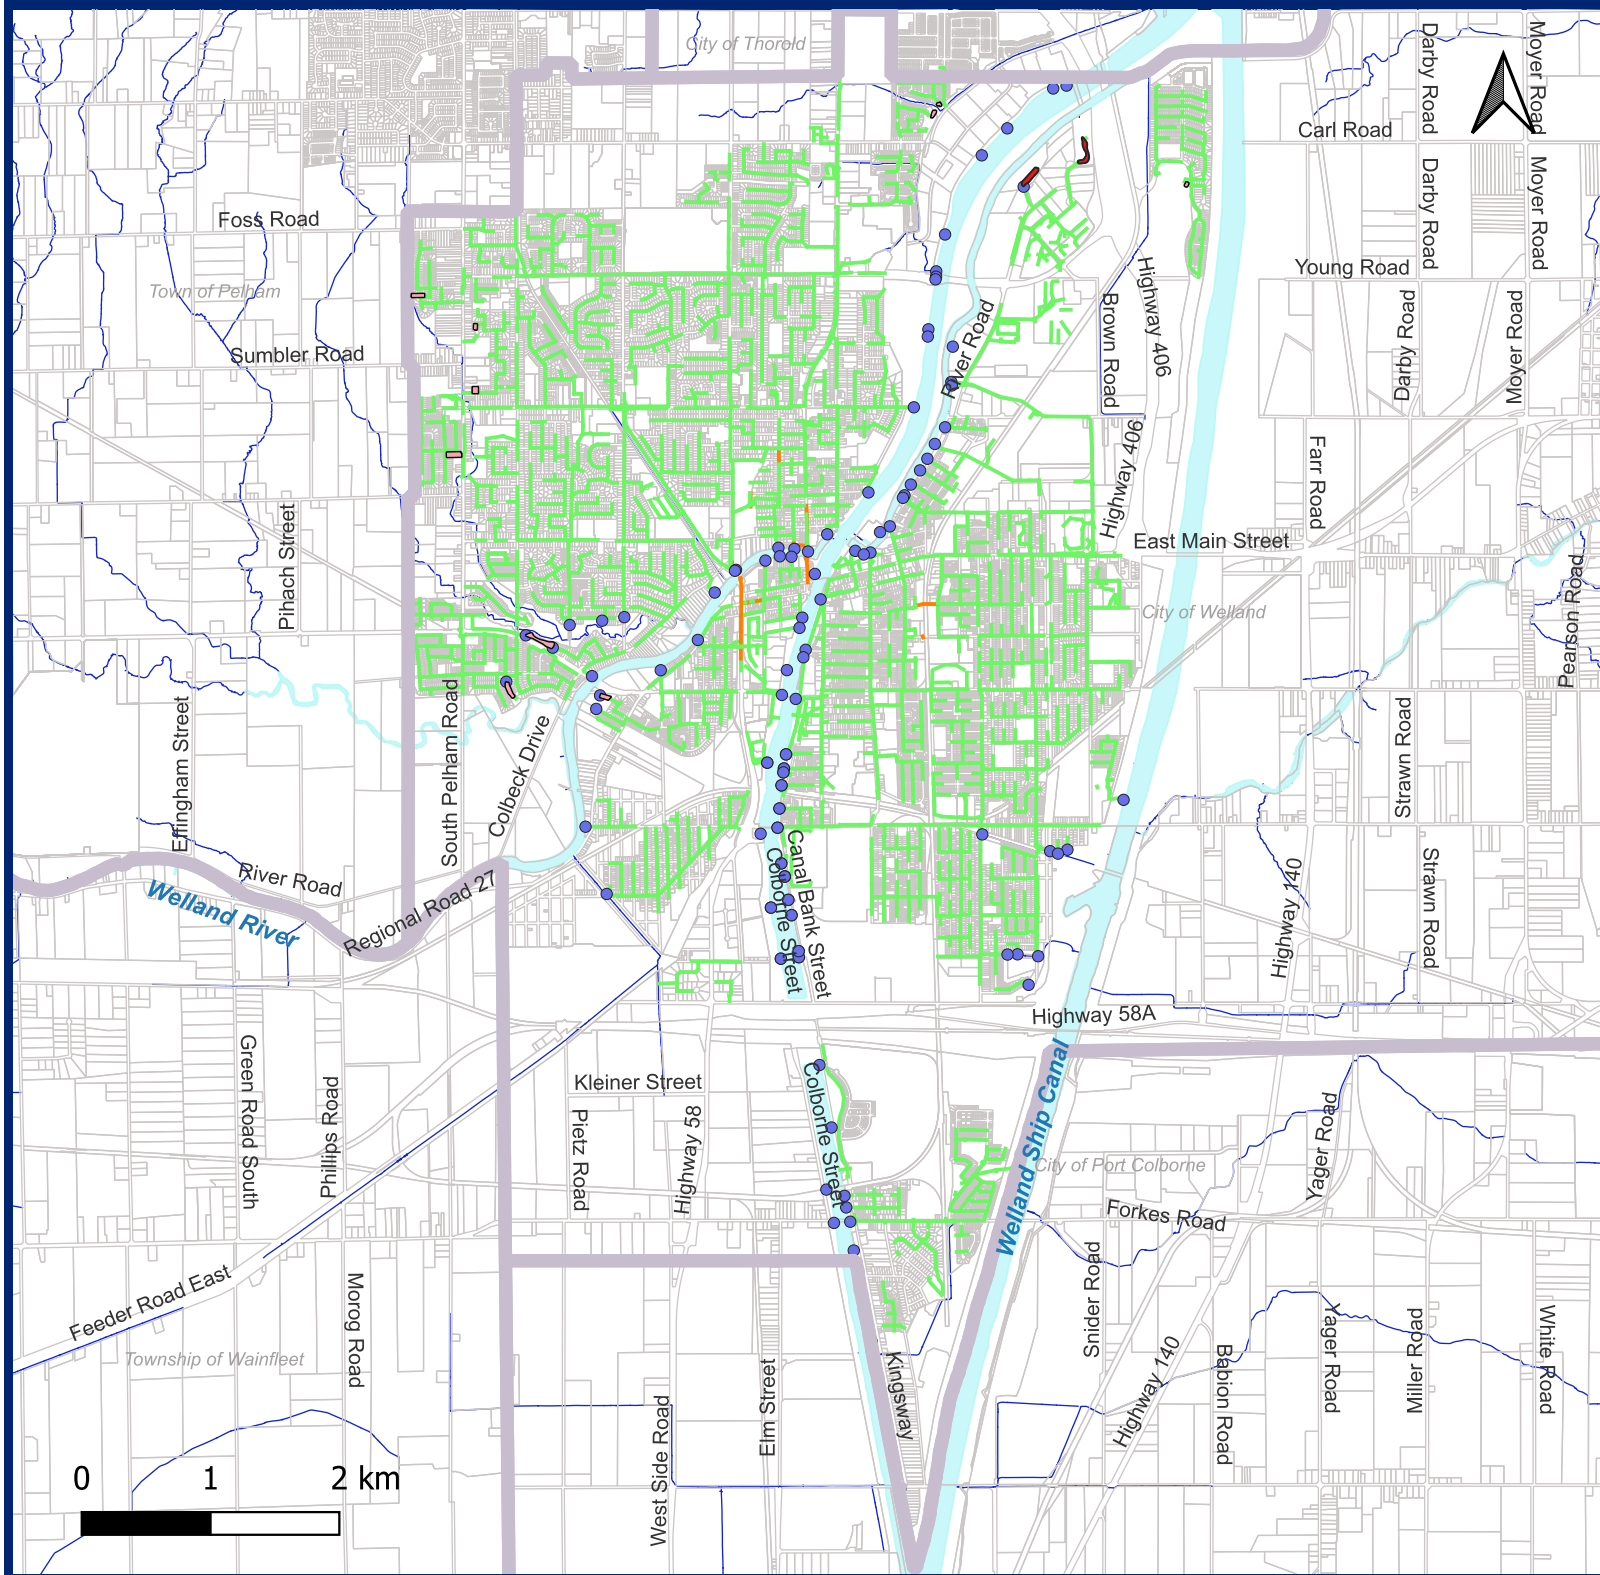 City of Thorold
Darby Road
Moyer Road
Carl Road
Darby Road
Moyer Road
Foss Road
Young Road
Town of Pelham
Highway 406
Brown Road
River Road
Darby Road
Moyer Road
Sumbler Road
Highway 406
Farr Road
Pihach Street
East Main Street
Pearson Road
City of Welland
Effingham Street
South Pelham Road
Colbeck Drive
Strawn Road
Canal Bank Street
Colborne Street
River Road
Welland River
Regional Road 27
Highway 140
Strawn Road
Highway 58A
Green Road South
Phillips Road
Kleiner Street
Pietz Road
Highway 58
Colborne Street
Welland Ship Canal
City of Port Colborne
Yager Road
Forkes Road
Feeder Road East
Morog Road
Township of Wainfleet
Snider Road
Highway 140
Babion Road
Yager Road
Miller Road
White Road
Kingsway
Elm Street
West Side Road
0 1 2 km